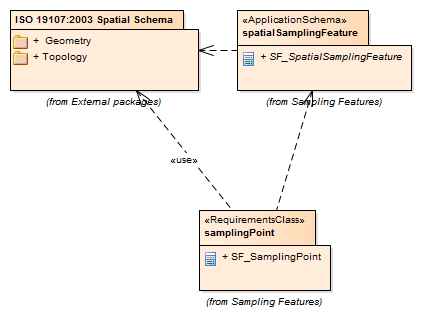 ISO 19107:2003 Spatial Schema
+ Geometry
+ Topology
(from External packages)
«ApplicationSchema»
spatialSamplingFeature
+ SF_SpatialSamplingFeature
(from Sampling Features)
«use»
«RequirementsClass»
samplingPoint
+ SF_SamplingPoint
(from Sampling Features)